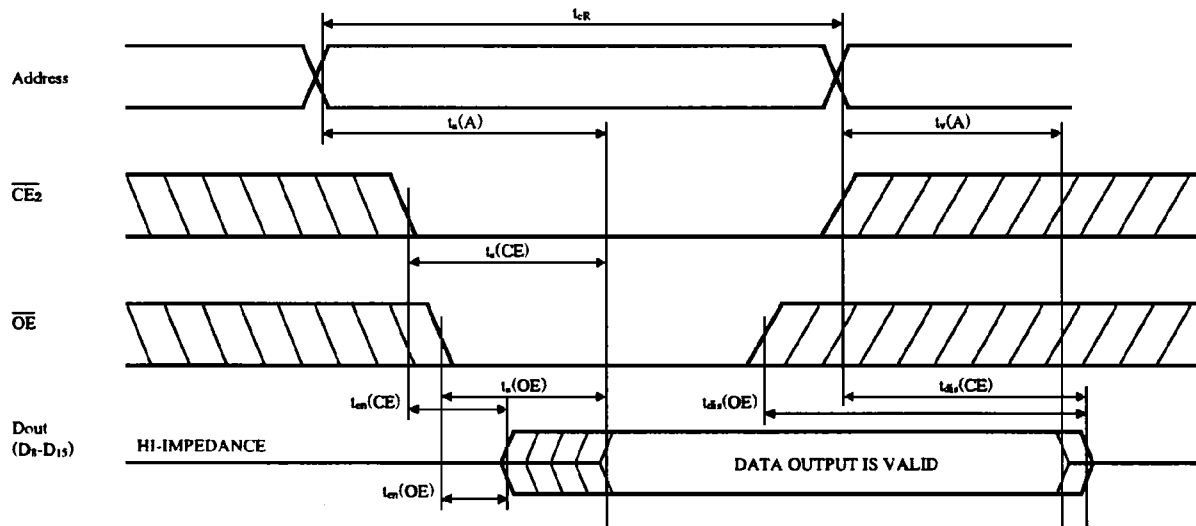 tcR
Address
ta(A) tv(A)
CE2
ta(CE)
OE
ta(OE) tdis(CE)
ten(CE) tdis(OE)
Dout
(D8-D15) HI-IMPEDANCE DATA OUTPUT IS VALID
ten(OE)